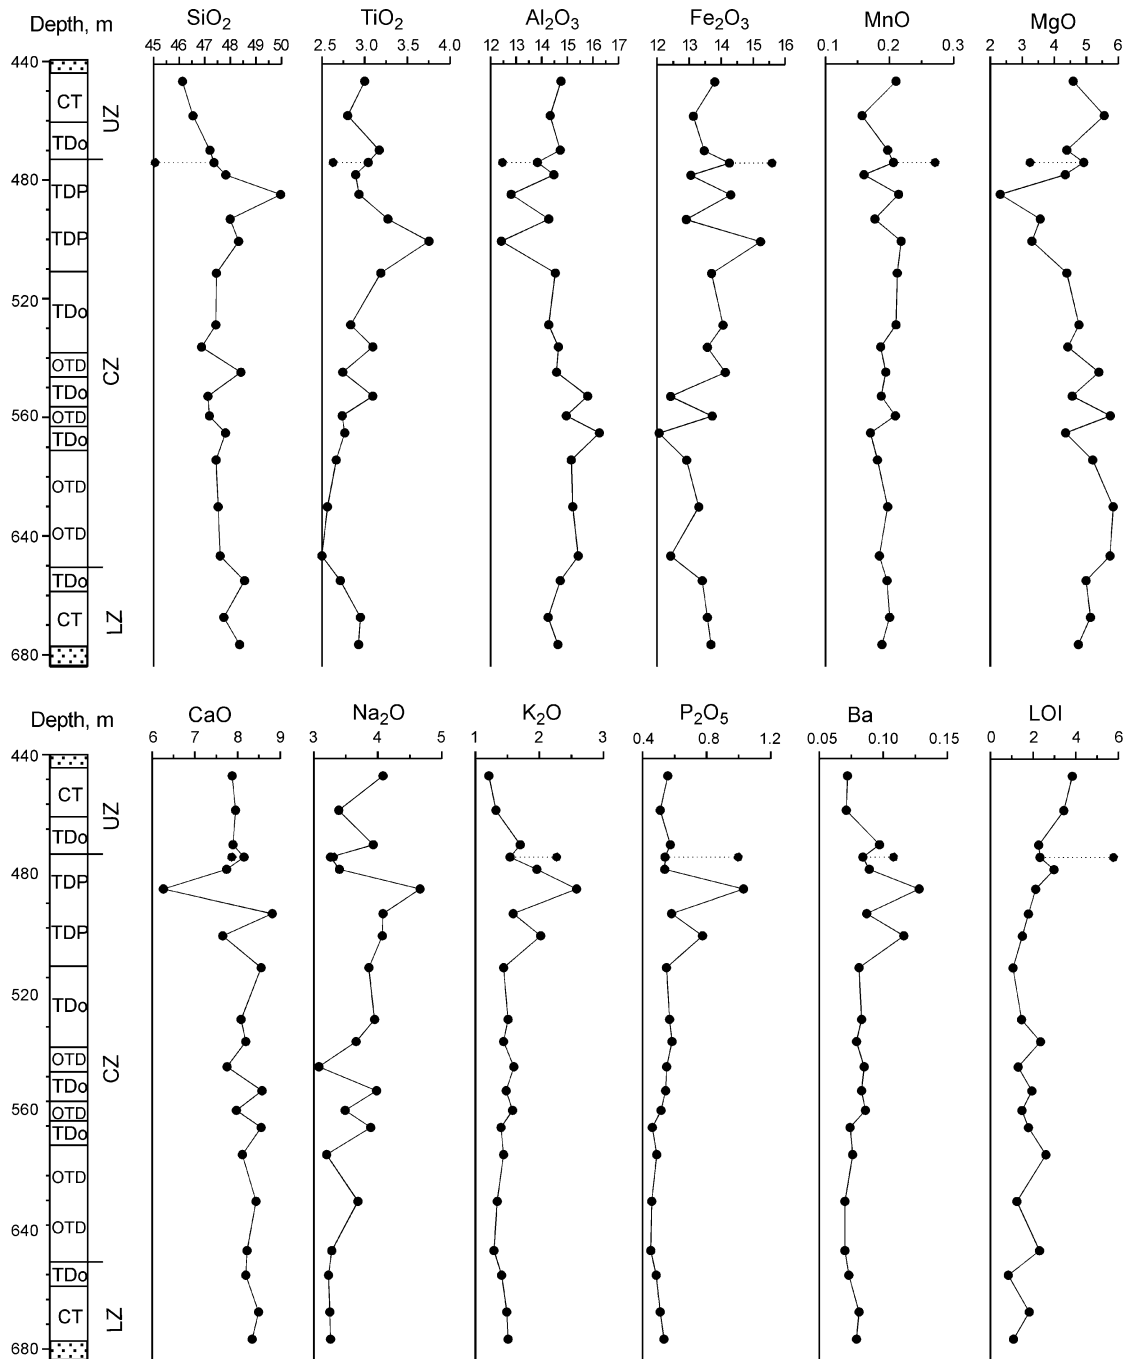 Depth, m SiO2 TiO2 Al2O3 Fe2O3 MnO MgO
45 46 47 48 49 50 2.5 3.0 3.5 4.0 12 13 14 15 16 17 12 13 14 15 16 0.1 0.2 0.3 2 3 4 5 6
440
CT
UZ
TDo
480
TDP
TDP
520
TDo
CZ
OTD
TDo
560
OTD
TDo
OTD
640
OTD
TDo
LZ
CT
680
Depth, m CaO Na2O K2O P2O5 Ba LOI
6 7 8 9 3 4 5 1 2 3 0.4 0.8 1.2 0.05 0.10 0.15 0 2 4 6
440
CT
UZ
TDo
480
TDP
TDP
520
TDo
CZ
OTD
TDo
560
OTD
TDo
OTD
640
OTD
TDo
LZ
CT
680